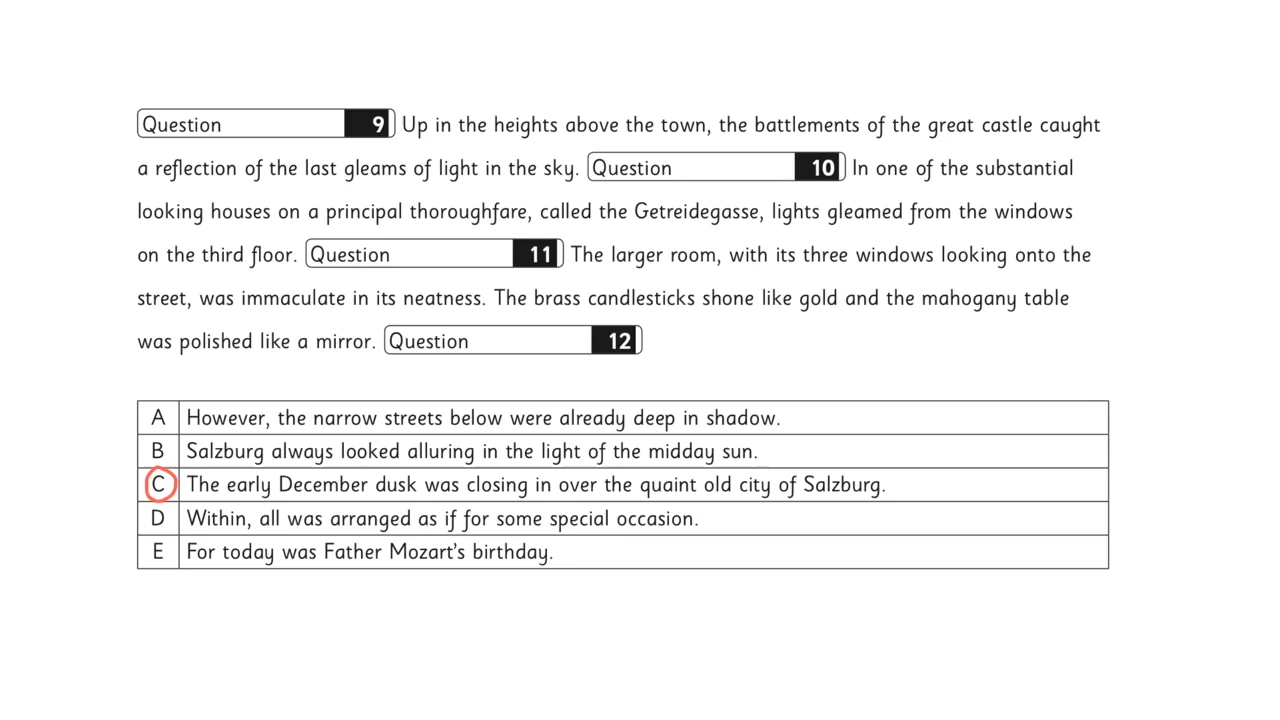 Question 9 Up in the heights above the town, the battlements of the great castle caught
a reflection of the last gleams of light in the sky. Question 10 In one of the substantial
looking houses on a principal thoroughfare, called the Getreidegasse, lights gleamed from the windows
on the third floor. Question 11 The larger room, with its three windows looking onto the
street, was immaculate in its neatness. The brass candlesticks shone like gold and the mahogany table
was polished like a mirror. Question 12
A However, the narrow streets below were already deep in shadow.
B Salzburg always looked alluring in the light of the midday sun.
C The early December dusk was closing in over the quaint old city of Salzburg.
D Within, all was arranged as if for some special occasion.
E For today was Father Mozart's birthday.